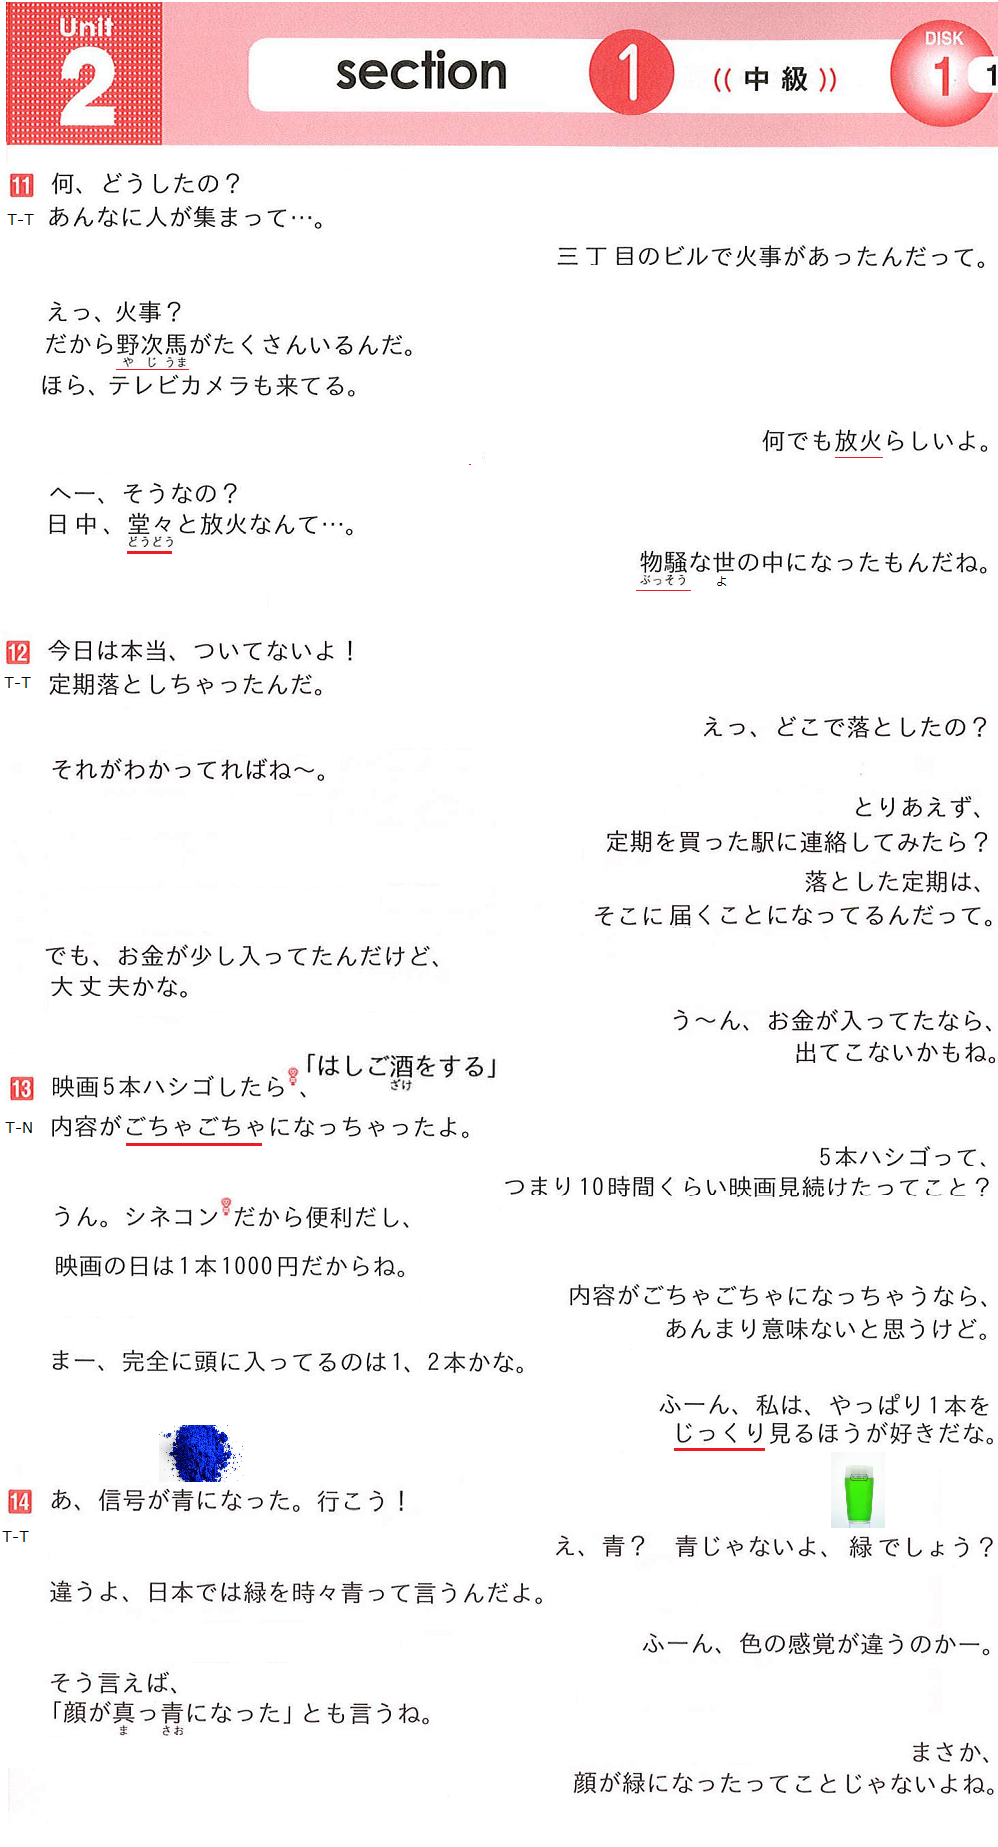 Unit
2
section 1 ((中級))
DISK
1
1
11 何、どうしたの？
T-T あんなに人が集まって…。
三丁目のビルで火事があったんだって。
えっ、火事？
だから野次馬がたくさんいるんだ。
や じ うま
ほら、テレビカメラも来てる。
何でも放火らしいよ。
へー、そうなの？
日中、堂々と放火なんて…。
どうどう
物騒な世の中になったもんだね。
ぶっそう よ
12 今日は本当、ついてないよ！
T-T 定期落としちゃったんだ。
えっ、どこで落としたの？
それがわかってればね〜。
とりあえず、
定期を買った駅に連絡してみたら？
落とした定期は、
そこに届くことになってるんだって。
でも、お金が少し入ってたんだけど、
大丈夫かな。
う〜ん、お金が入ってたなら、
出てこないかもね。
「はしご酒をする」
ざけ
13 映画5本ハシゴしたら、
T-N 内容がごちゃごちゃになっちゃったよ。
5本ハシゴって、
つまり10時間くらい映画見続けたってこと？
うん。シネコンだから便利だし、
映画の日は1本1000円だからね。
内容がごちゃごちゃになっちゃうなら、
あんまり意味ないと思うけど。
まー、完全に頭に入ってるのは1、2本かな。
ふーん、私は、やっぱり1本を
じっくり見るほうが好きだな。
14 あ、信号が青になった。行こう！
T-T
え、青？　青じゃないよ、緑でしょう？
違うよ、日本では緑を時々青って言うんだよ。
ふーん、色の感覚が違うのかー。
そう言えば、
「顔が真っ青になった」とも言うね。
ま さお
まさか、
顔が緑になったってことじゃないよね。